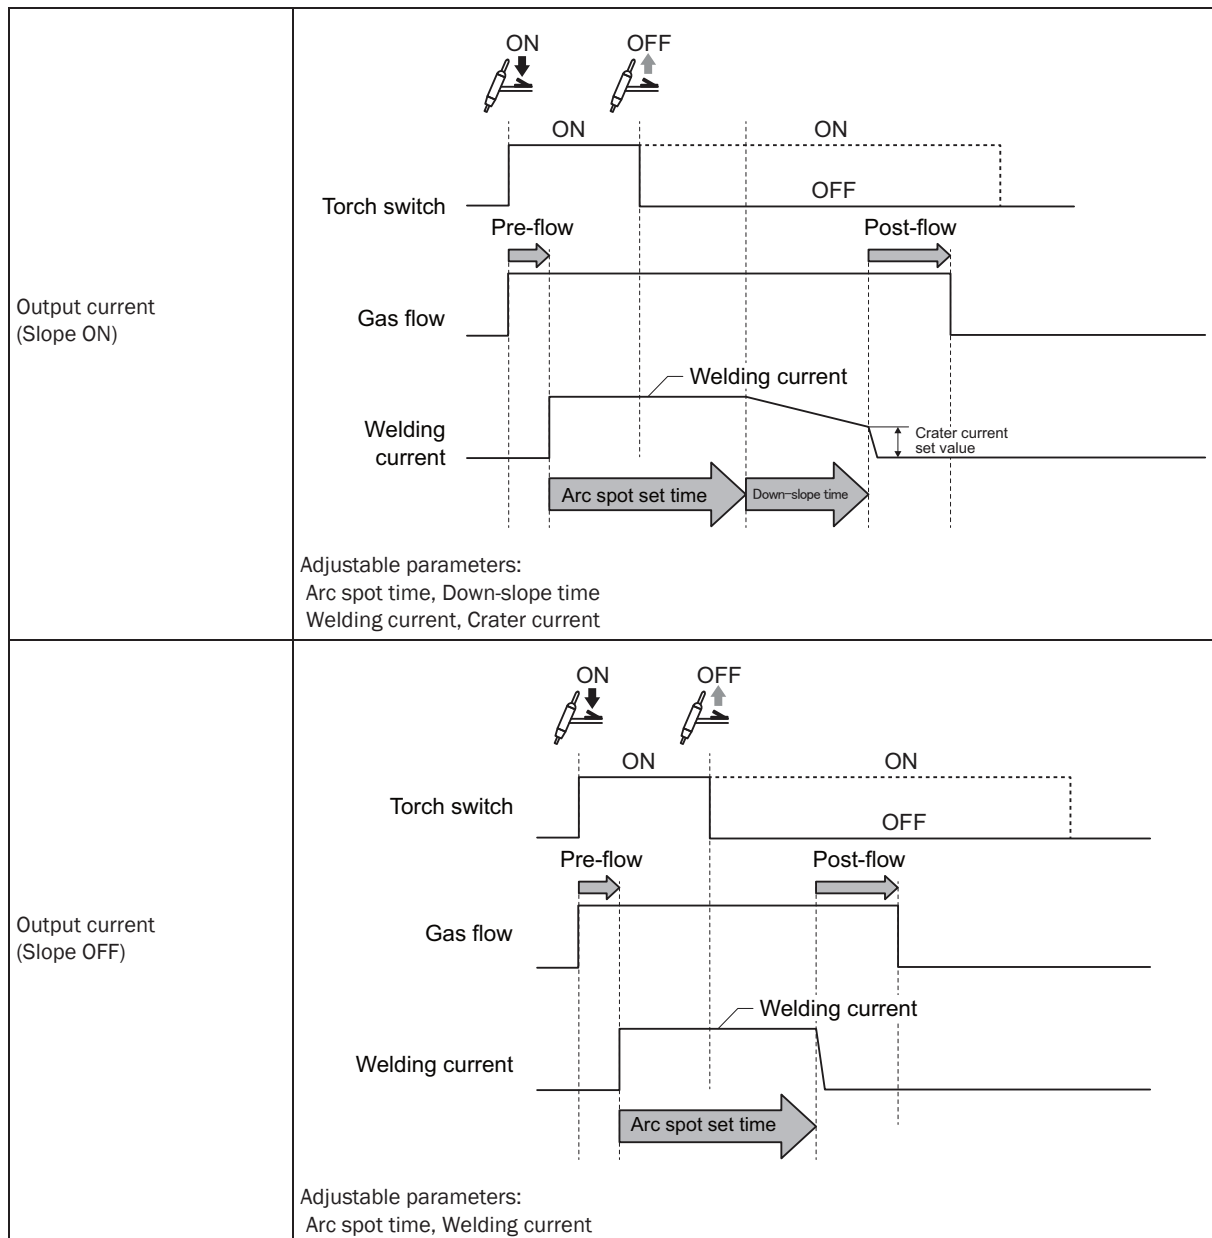 Output current
(Slope ON)
ON
OFF
ON
ON
Torch switch
OFF
Pre-flow
Post-flow
Gas flow
Welding current
Welding
current
Crater current
set value
Arc spot set time
Down-slope time
Adjustable parameters:
Arc spot time, Down-slope time
Welding current, Crater current
Output current
(Slope OFF)
ON
OFF
ON
ON
Torch switch
OFF
Pre-flow
Post-flow
Gas flow
Welding current
Welding current
Arc spot set time
Adjustable parameters:
Arc spot time, Welding current